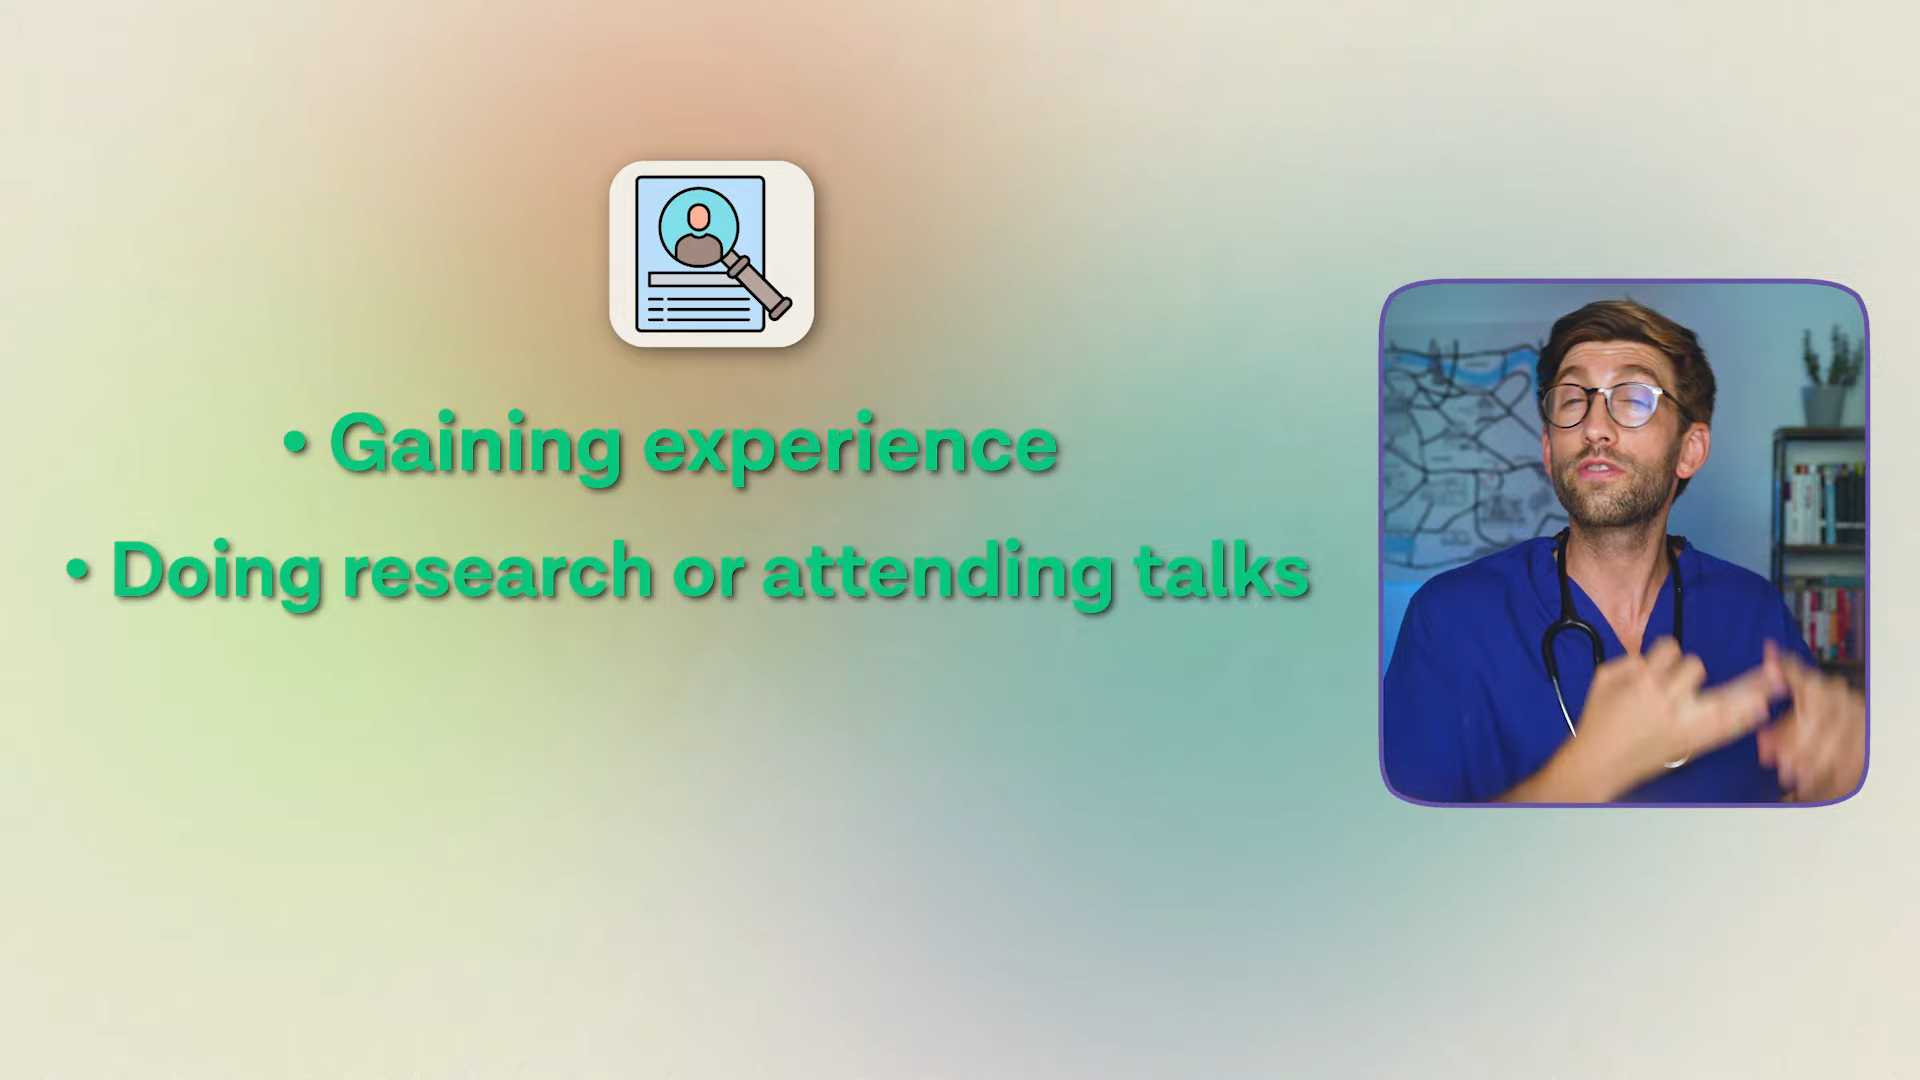 • Gaining experience
• Doing research or attending talks